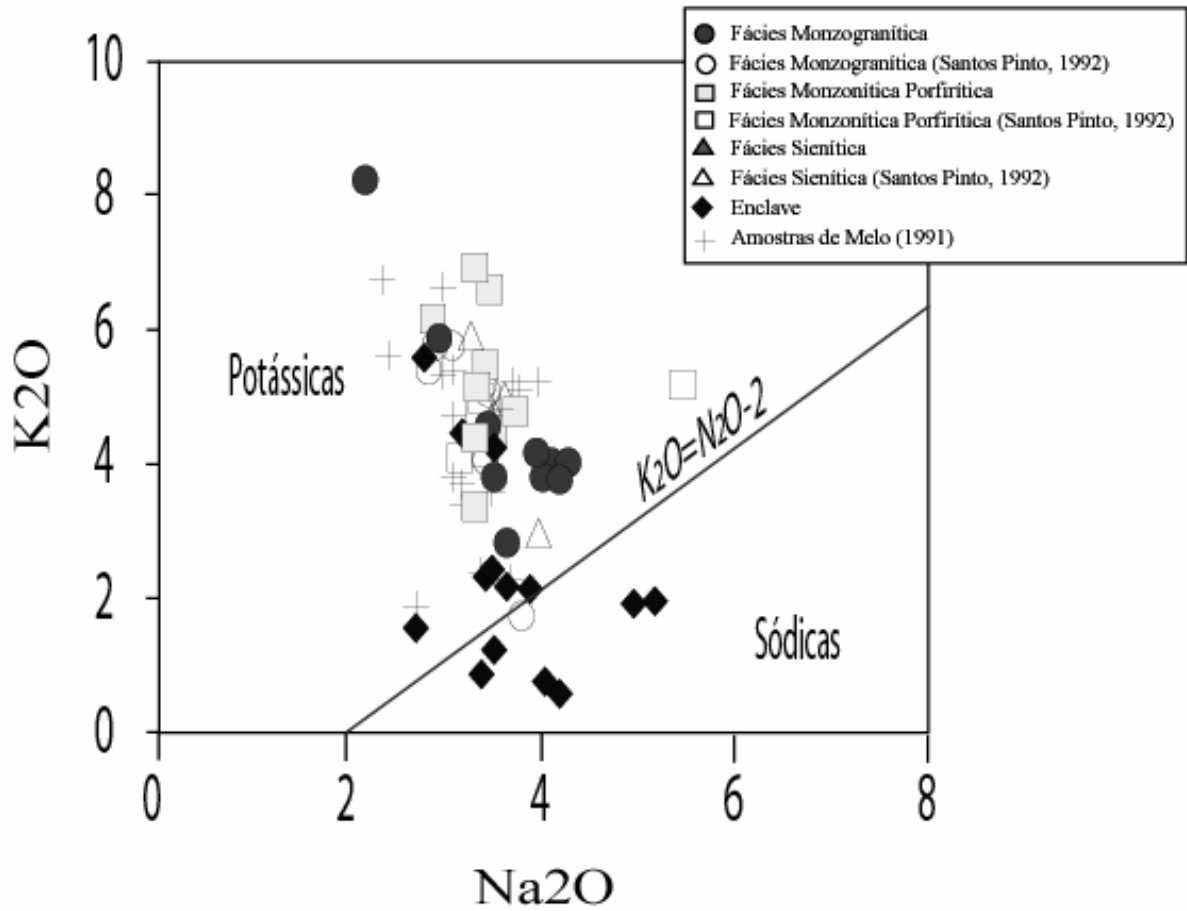 Fácies Monzogranítica
Fácies Monzogranítica (Santos Pinto, 1992)
Fácies Monzonítica Porfirítica
Fácies Monzonítica Porfirítica (Santos Pinto, 1992)
Fácies Sienítica
Fácies Sienítica (Santos Pinto, 1992)
Enclave
Amostras de Melo (1991)
10
8
6
4
2
0
K2O
Potássicas
K2O=N2O-2
Sódicas
0 2 4 6 8
Na2O